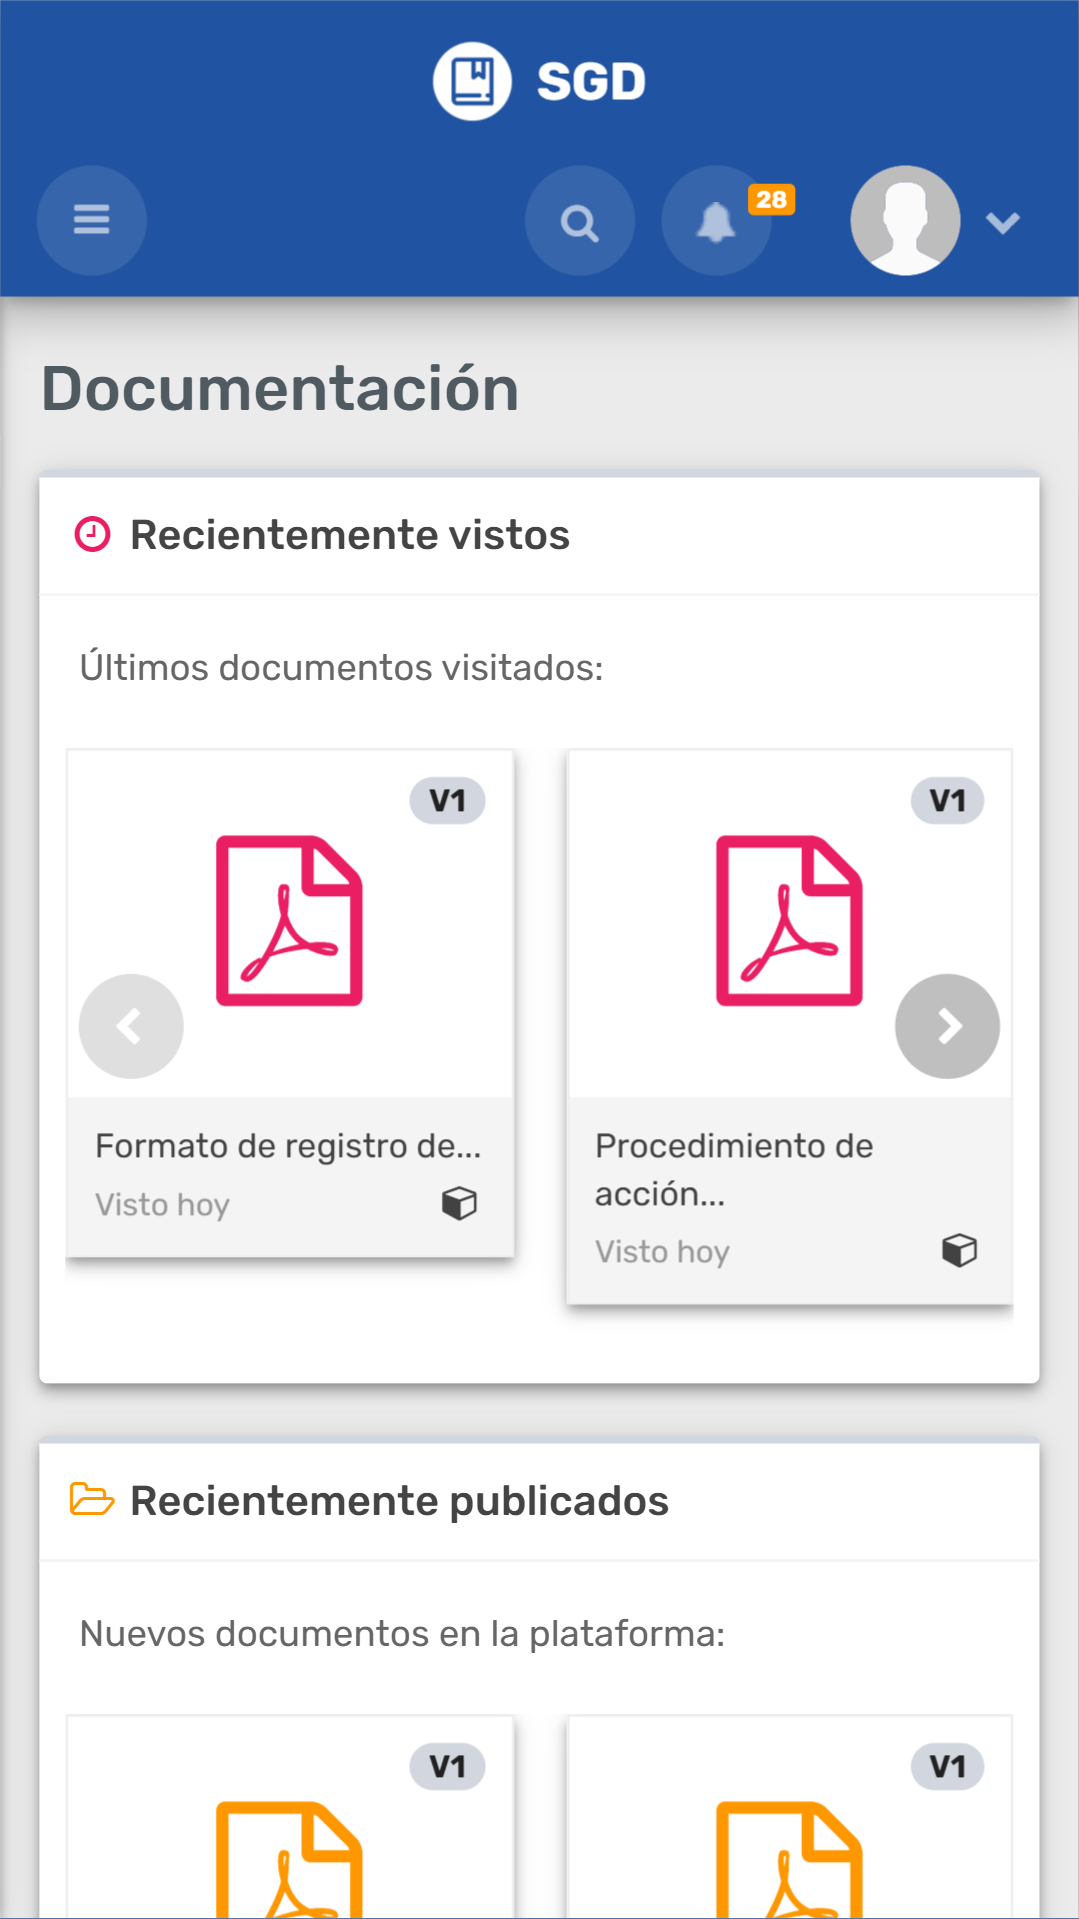 SGD
28
Documentación
Recientemente vistos
Últimos documentos visitados:
V1
Formato de registro de...
Visto hoy
V1
Procedimiento de
acción...
Visto hoy
Recientemente publicados
Nuevos documentos en la plataforma:
V1
V1